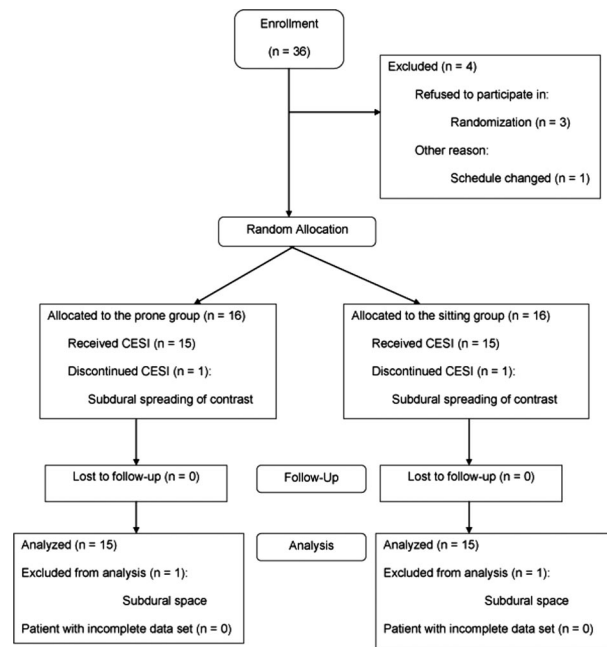 Enrollment
(n = 36)
Excluded (n = 4)
Refused to participate in:
Randomization (n = 3)
Other reason:
Schedule changed (n = 1)
Random Allocation
Allocated to the prone group (n = 16)
Received CESI (n = 15)
Discontinued CESI (n = 1):
Subdural spreading of contrast
Allocated to the sitting group (n = 16)
Received CESI (n = 15)
Discontinued CESI (n = 1):
Subdural spreading of contrast
Lost to follow-up (n = 0)
Follow-Up
Lost to follow-up (n = 0)
Analyzed (n = 15)
Excluded from analysis (n = 1):
Subdural space
Patient with incomplete data set (n = 0)
Analysis
Analyzed (n = 15)
Excluded from analysis (n = 1):
Subdural space
Patient with incomplete data set (n = 0)